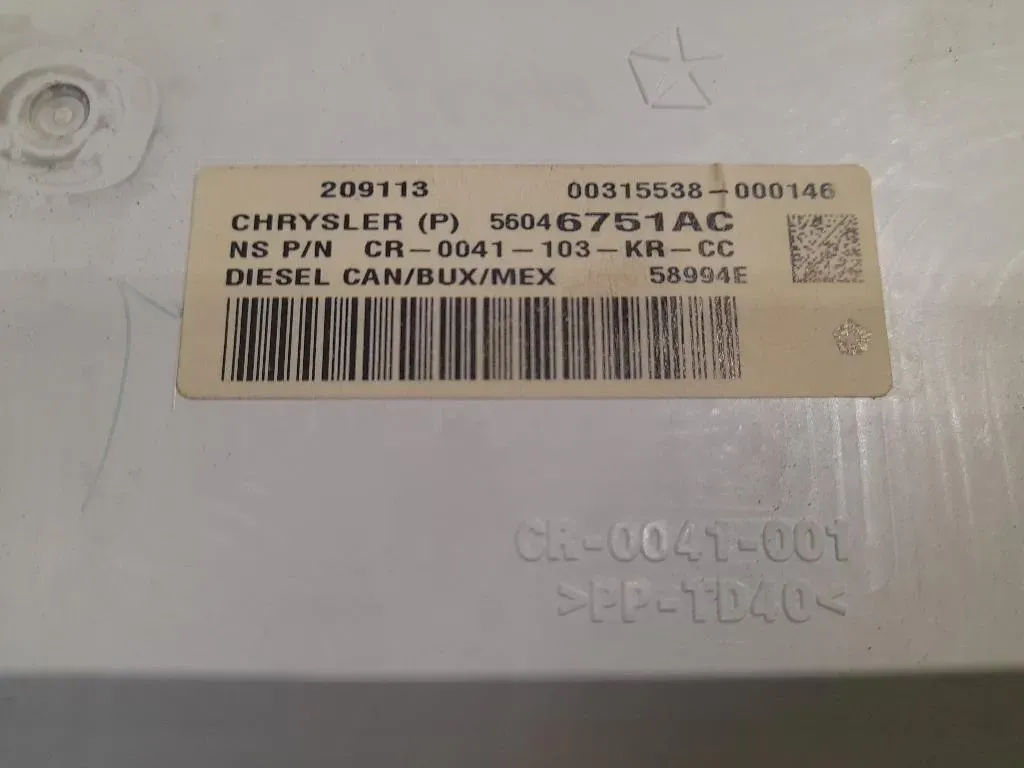 209113 00315538-000146
CHRYSLER (P) 56046751AC
NS P/N CR-0041-103-KR-CC
DIESEL CAN/BUX/MEX 58994E
CR-0041-001
>PP-TD40<